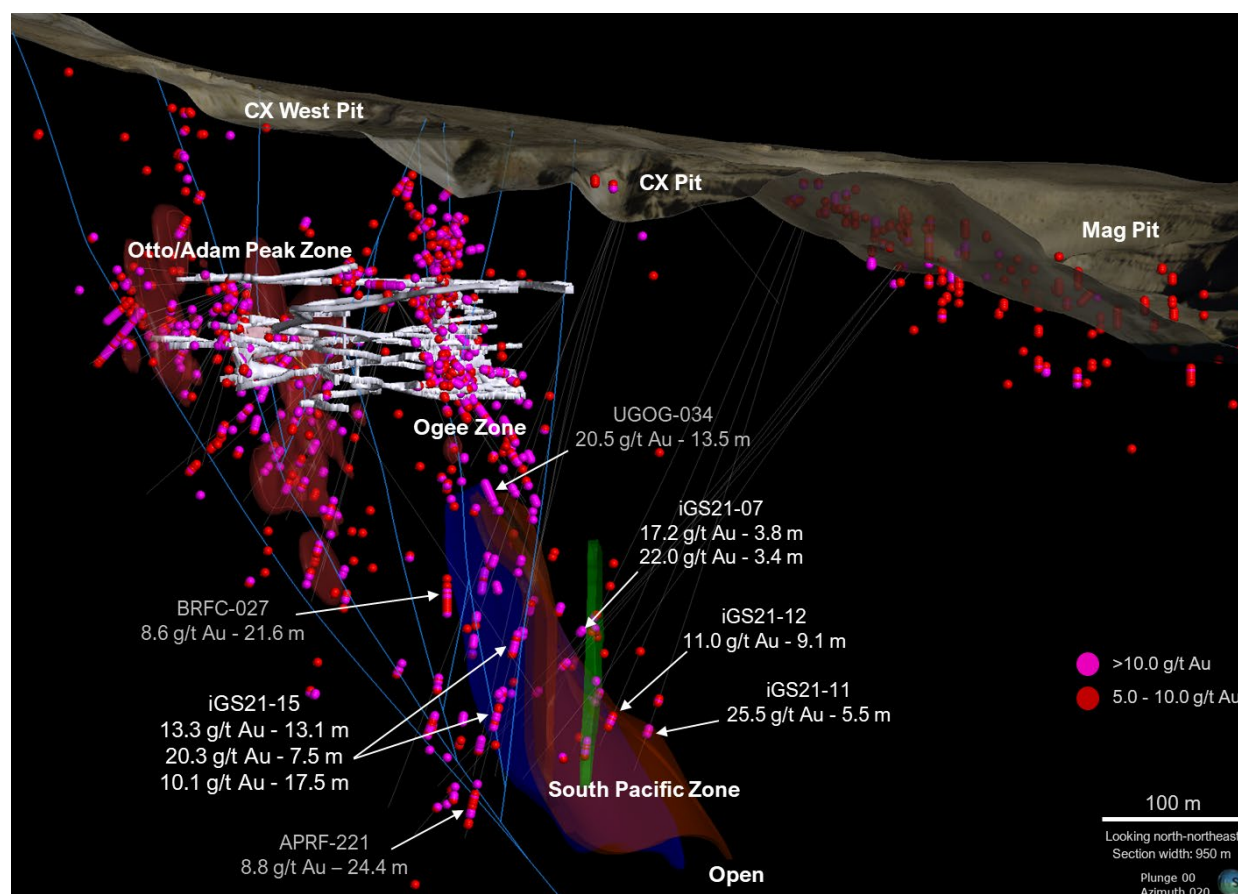 CX West Pit
CX Pit
Mag Pit
Otto/Adam Peak Zone
Ogee Zone
UGOG-034
20.5 g/t Au - 13.5 m
iGS21-07
17.2 g/t Au - 3.8 m
22.0 g/t Au - 3.4 m
BRFC-027
8.6 g/t Au - 21.6 m
iGS21-12
11.0 g/t Au - 9.1 m
iGS21-11
25.5 g/t Au - 5.5 m
>10.0 g/t Au
5.0 - 10.0 g/t Au
iGS21-15
13.3 g/t Au - 13.1 m
20.3 g/t Au - 7.5 m
10.1 g/t Au - 17.5 m
South Pacific Zone
APRF-221
8.8 g/t Au – 24.4 m
Open
100 m
Looking north-northeast
Section width: 950 m
Plunge 00
Azimuth 020